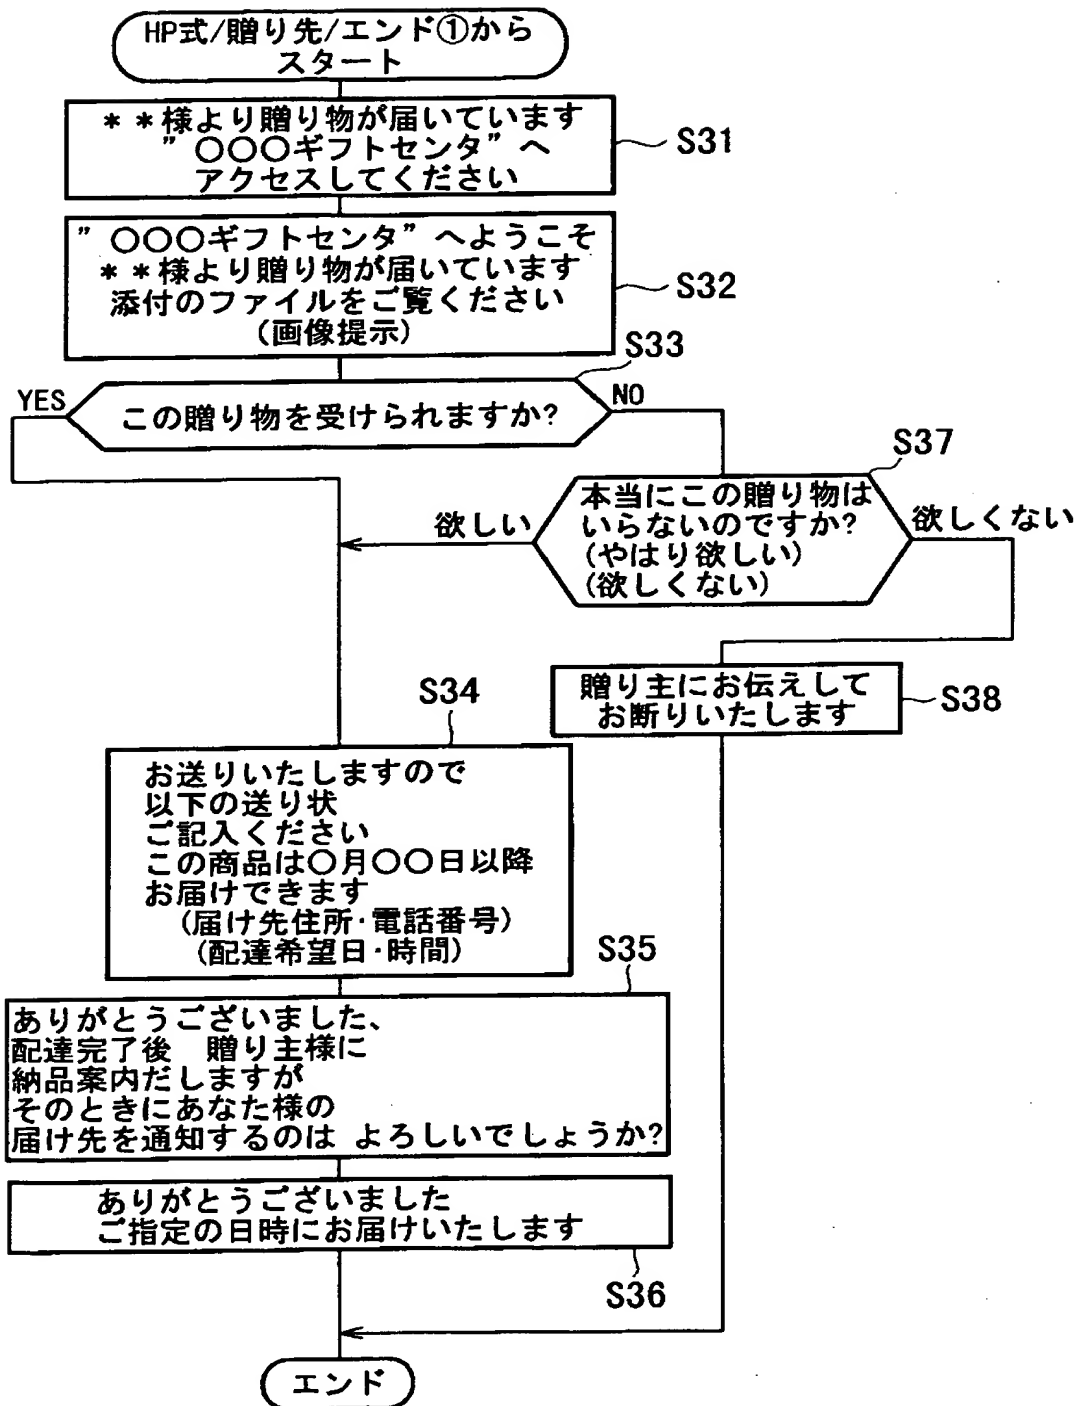 HP式/贈り先/エンド①から
スタート
＊＊様より贈り物が届いています
"○○○ギフトセンタ"へ
アクセスしてください
S31
"○○○ギフトセンタ"へようこそ
＊＊様より贈り物が届いています
添付のファイルをご覧ください
(画像提示)
S32
S33
YES
この贈り物を受けられますか?
NO
S37
本当にこの贈り物は
いらないのですか?
(やはり欲しい)
(欲しくない)
欲しい
欲しくない
S34
贈り主にお伝えして
お断りいたします
S38
お送りいたしますので
以下の送り状
ご記入ください
この商品は○月○○日以降
お届けできます
(届け先住所･電話番号)
(配達希望日･時間)
S35
ありがとうございました、
配達完了後　贈り主様に
納品案内だしますが
そのときにあなた様の
届け先を通知するのは よろしいでしょうか?
ありがとうございました
ご指定の日時にお届けいたします
S36
エンド